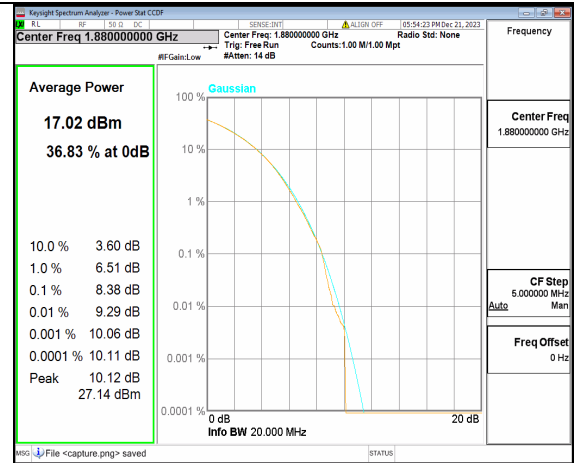 Keysight Spectrum Analyzer - Power Stat CCDF
RL RF 50 Ω DC SENSE:INT ALIGN OFF 05:54:23 PM Dec 21, 2023
Center Freq 1.880000000 GHz
Center Freq: 1.880000000 GHz Radio Std: None
Trig: Free Run Counts:1.00 M/1.00 Mpt
#IFGain:Low #Atten: 14 dB
Frequency
Average Power
17.02 dBm
36.83 % at 0dB
10.0 % 3.60 dB
1.0 % 6.51 dB
0.1 % 8.38 dB
0.01 % 9.29 dB
0.001 % 10.06 dB
0.0001 % 10.11 dB
Peak 10.12 dB
27.14 dBm
Gaussian
100 %
10 %
1 %
0.1 %
0.01 %
0.001 %
0.0001 %
0 dB 20 dB
Info BW 20.000 MHz
Center Freq
1.880000000 GHz
CF Step
5.000000 MHz
Auto Man
Freq Offset
0 Hz
MSG File <capture.png> saved STATUS